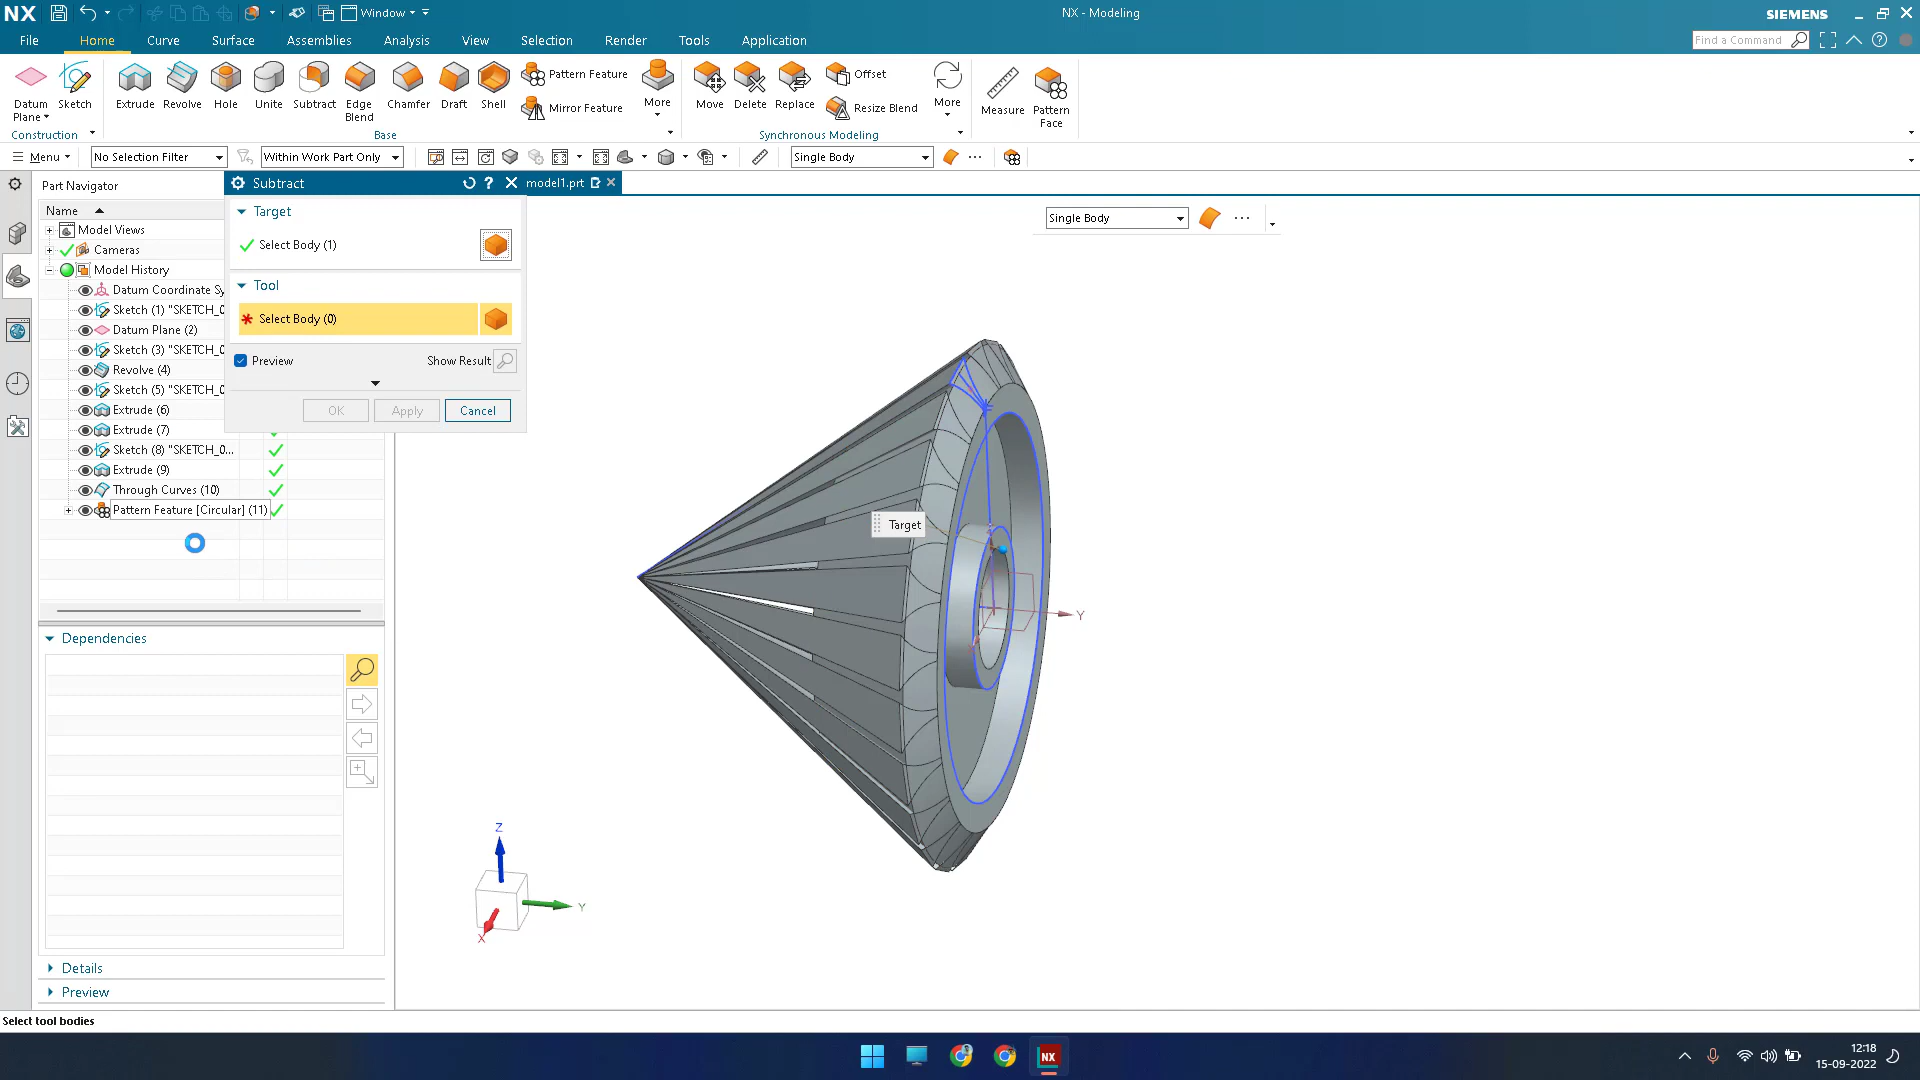 NX
Window
NX - Modeling
SIEMENS
File
Home
Curve
Surface
Assemblies
Analysis
View
Selection
Render
Tools
Application
Find a Command
Datum Plane
Sketch
Extrude
Revolve
Hole
Unite
Subtract
Edge Blend
Chamfer
Draft
Shell
Pattern Feature
Mirror Feature
More
Move
Delete
Replace
Offset
Resize Blend
More
Measure
Pattern Face
Construction
Base
Synchronous Modeling
Menu
No Selection Filter
Within Work Part Only
Single Body
Part Navigator
Subtract
model1.prt
Name
Target
Select Body (1)
Tool
Select Body (0)
Preview
Show Result
OK
Apply
Cancel
Single Body
Model Views
Cameras
Model History
Datum Coordinate Sy
Sketch (1) "SKETCH_0
Datum Plane (2)
Sketch (3) "SKETCH_0
Revolve (4)
Sketch (5) "SKETCH_0
Extrude (6)
Extrude (7)
Sketch (8) "SKETCH_0...
Extrude (9)
Through Curves (10)
Pattern Feature [Circular] (11)
Target
Y
Z
Y
X
Dependencies
Details
Preview
Select tool bodies
NX
12:18
15-09-2022